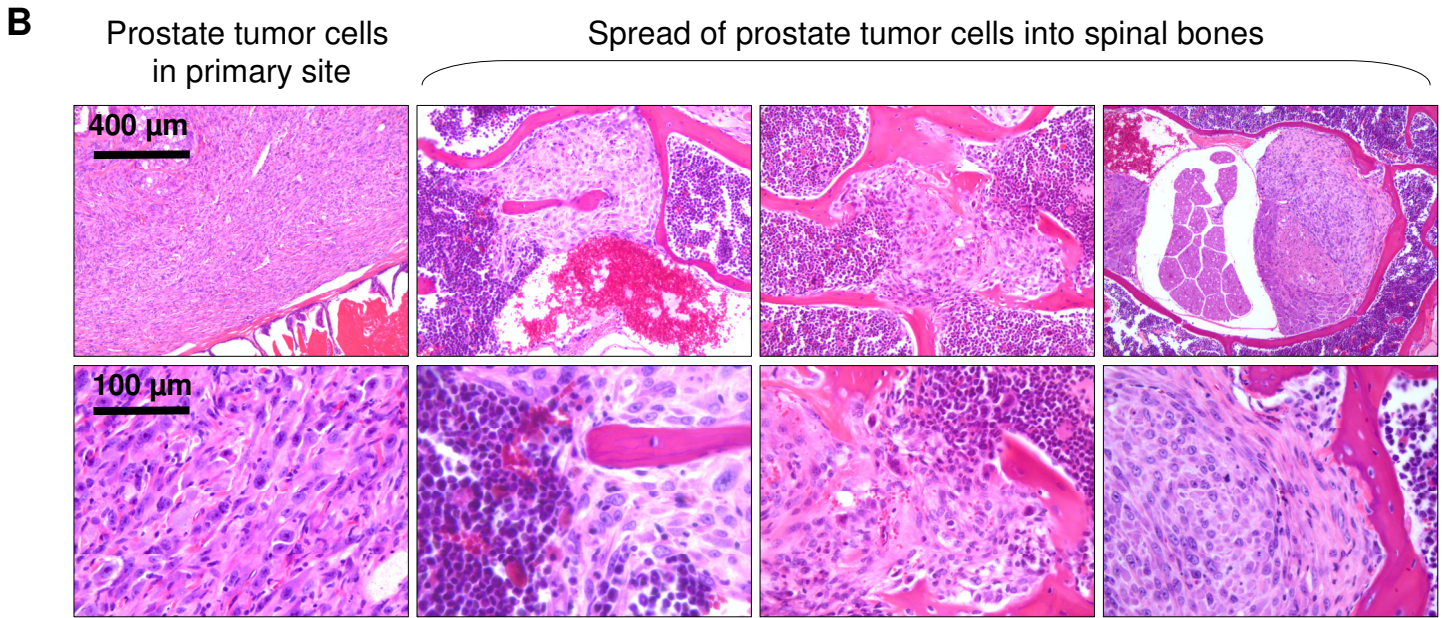 B
Prostate tumor cells
in primary site
Spread of prostate tumor cells into spinal bones
400 µm
100 µm